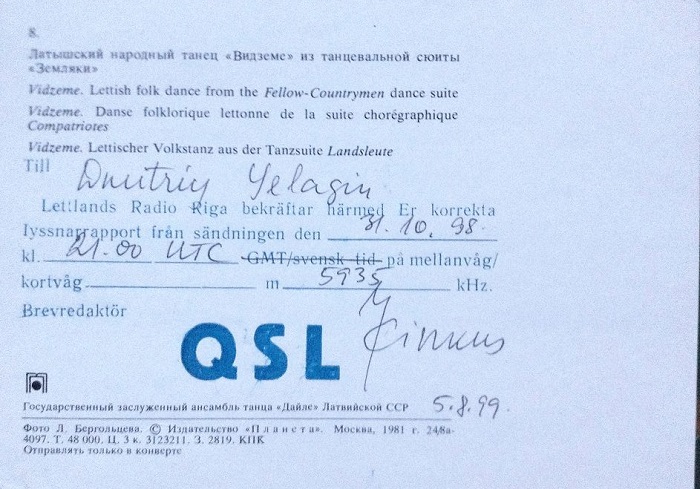 8.
Латышский народный танец «Видземе» из танцевальной сюиты
«Земляки»
Vidzeme. Lettish folk dance from the Fellow-Countrymen dance suite
Vidzeme. Danse folklorique lettonne de la suite chorégraphique
Compatriotes
Vidzeme. Lettischer Volkstanz aus der Tanzsuite Landsleute
Till Dmitriy Yelagin
Lettlands Radio Riga bekräftar härmed Er korrekta
lyssnarrapport från sändningen den 31. 10. 98.
kl. 21.00 UTC GMT/svensk tid på mellanvåg/
kortvåg m 5935 kHz.
Brevredaktör
QSL
Государственный заслуженный ансамбль танца «Дайле» Латвийской ССР 5.8.99.
Фото Л. Бергольцева. © Издательство «Планета». Москва, 1981 г. 24/8а-
4097. Т. 48 000. Ц. 3 к. 3123211. З. 2819. КПК
Отправлять только в конверте